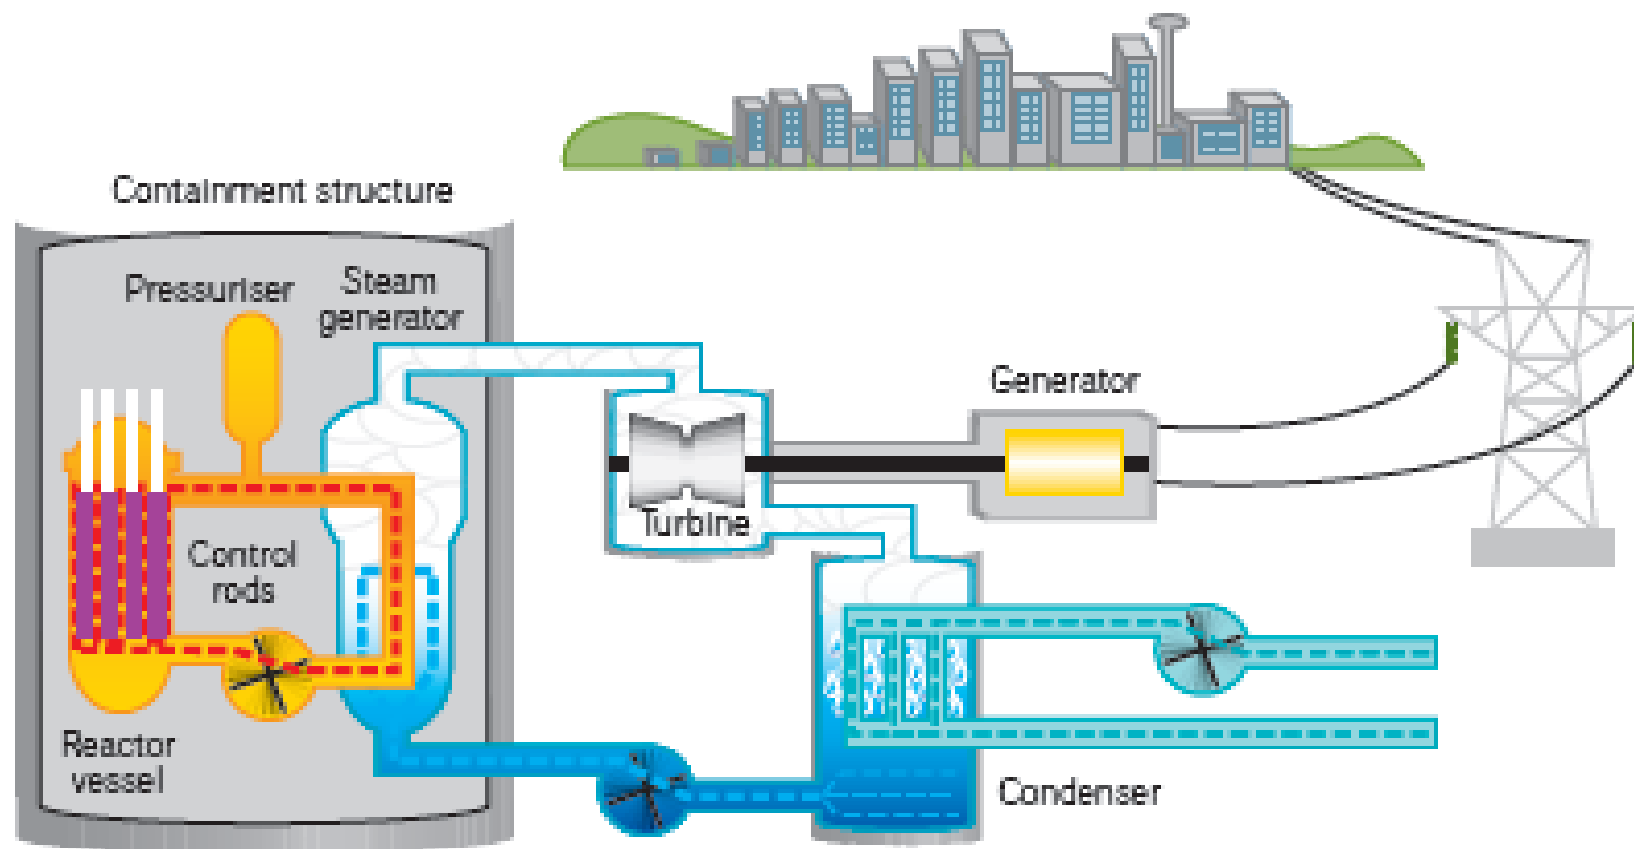 Containment structure
Pressuriser
Steam
generator
Generator
Turbine
Control
rods
Reactor
vessel
Condenser